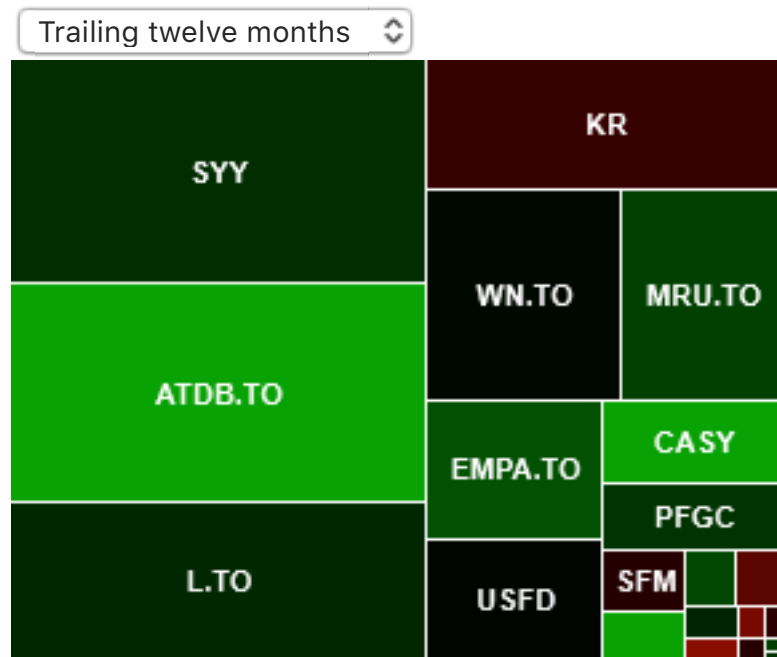 Trailing twelve months
SYY
KR
WN.TO
MRU.TO
ATDB.TO
CASY
EMPA.TO
PFGC
L.TO
SFM
USFD